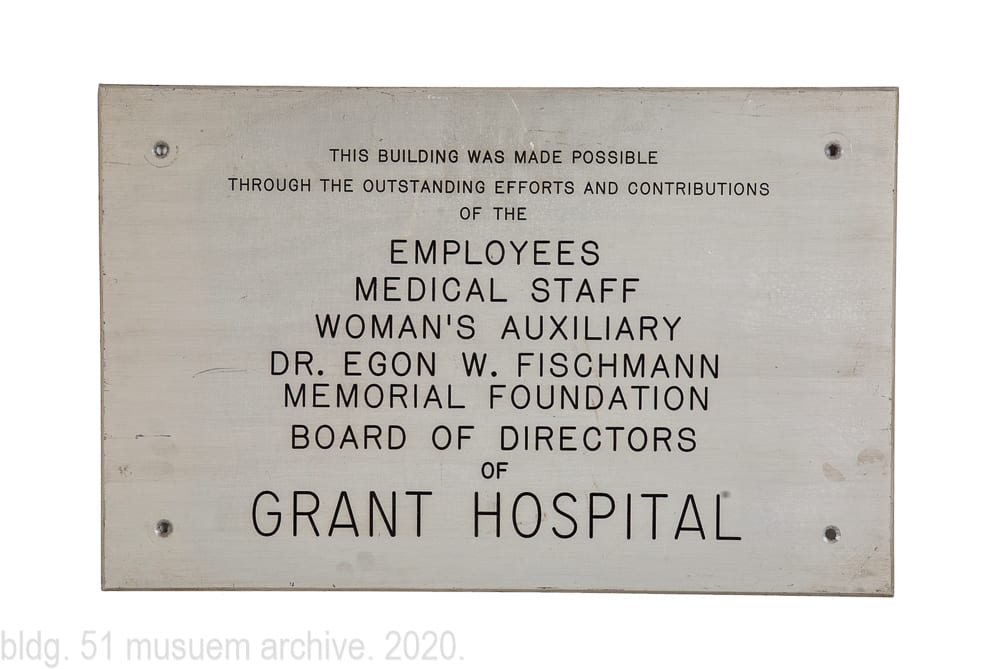 THIS BUILDING WAS MADE POSSIBLE
THROUGH THE OUTSTANDING EFFORTS AND CONTRIBUTIONS
OF THE
EMPLOYEES
MEDICAL STAFF
WOMAN'S AUXILIARY
DR. EGON W. FISCHMANN
MEMORIAL FOUNDATION
BOARD OF DIRECTORS
OF
GRANT HOSPITAL
bldg. 51 musuem archive. 2020.